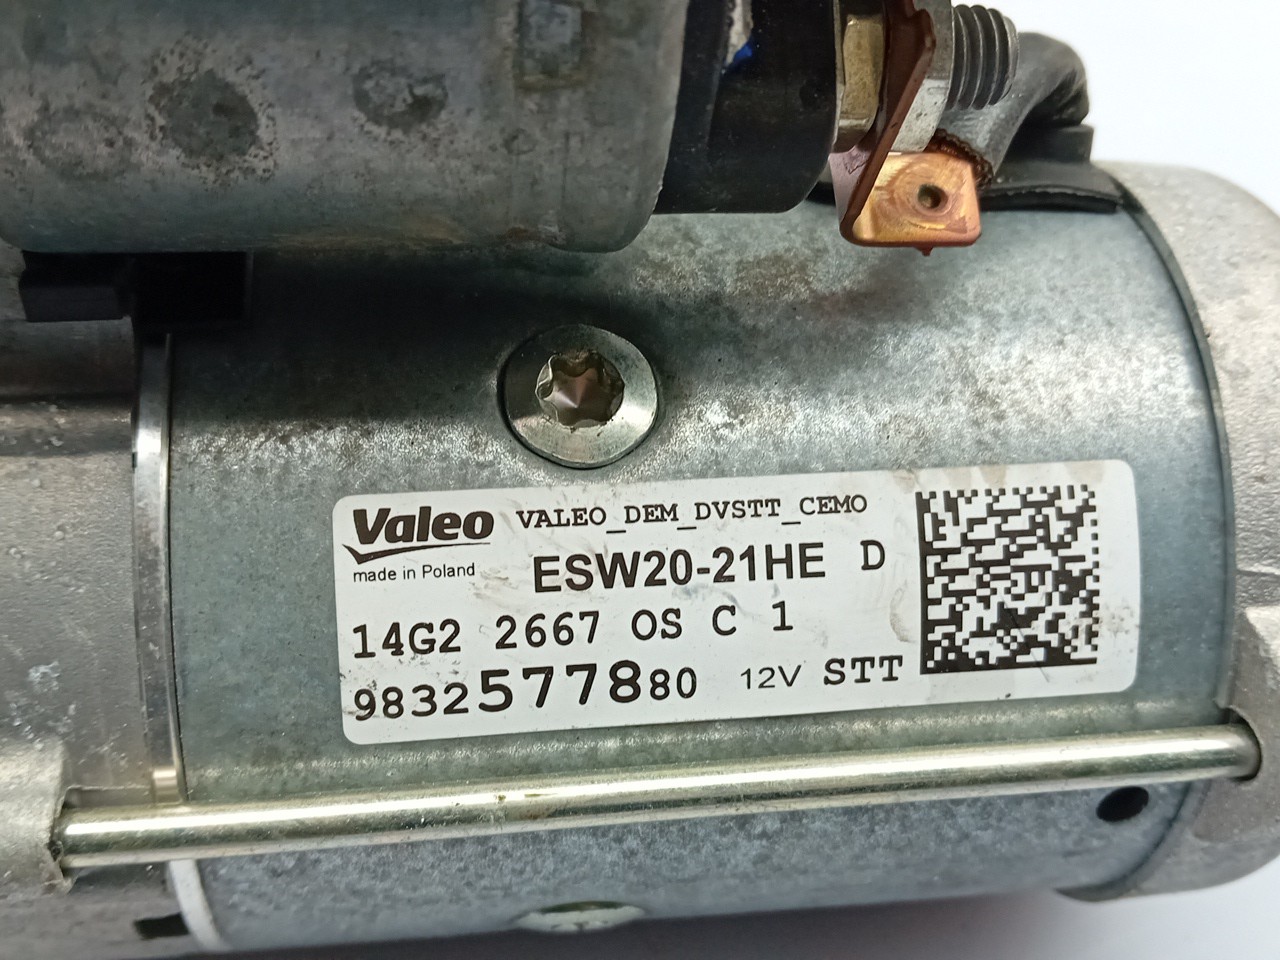 Valeo VALEO_DEM_DVSTT_CEMO
made in Poland ESW20-21HE D
14G2 2667 OS C 1
9832577880 12V STT